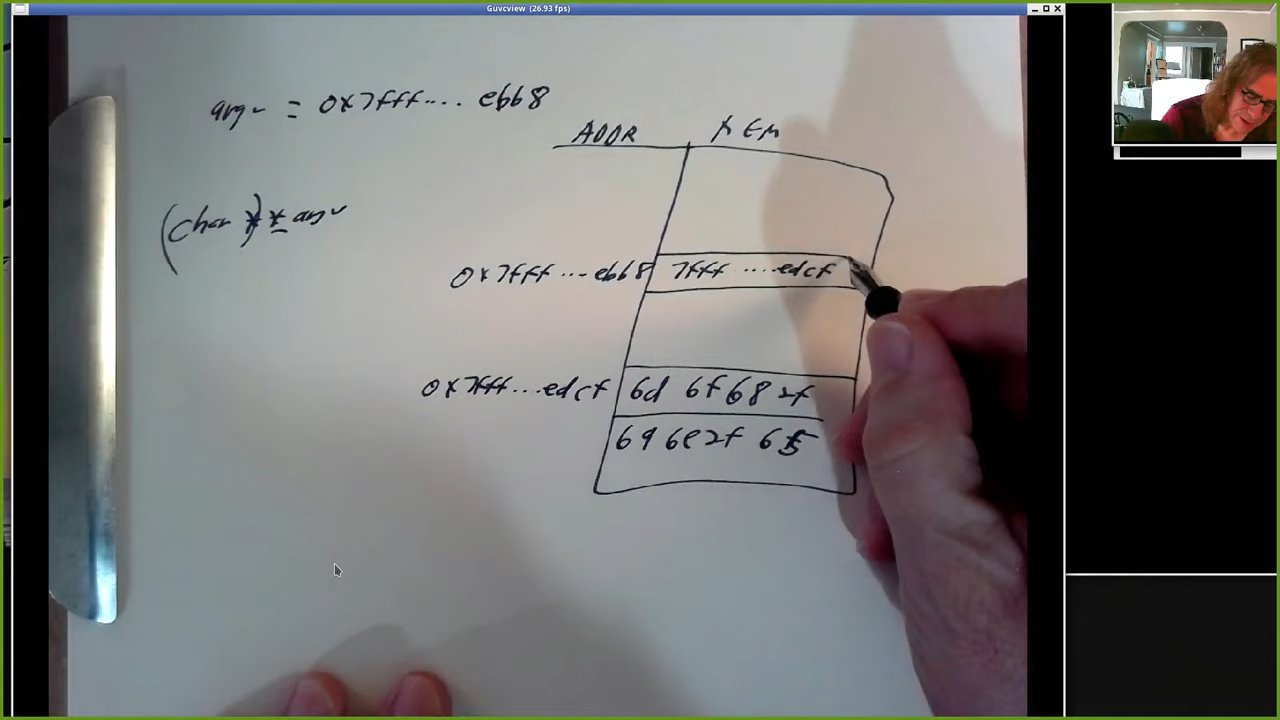 Guvcview (26.93 fps)
argv = 0x7fff.... ebb8
ADDR MEM
(char *)* argv
0x7fff...ebb8 7fff ....edcf
0x7fff...edcf 6d 6f 68 2f
69 6e 2f 65